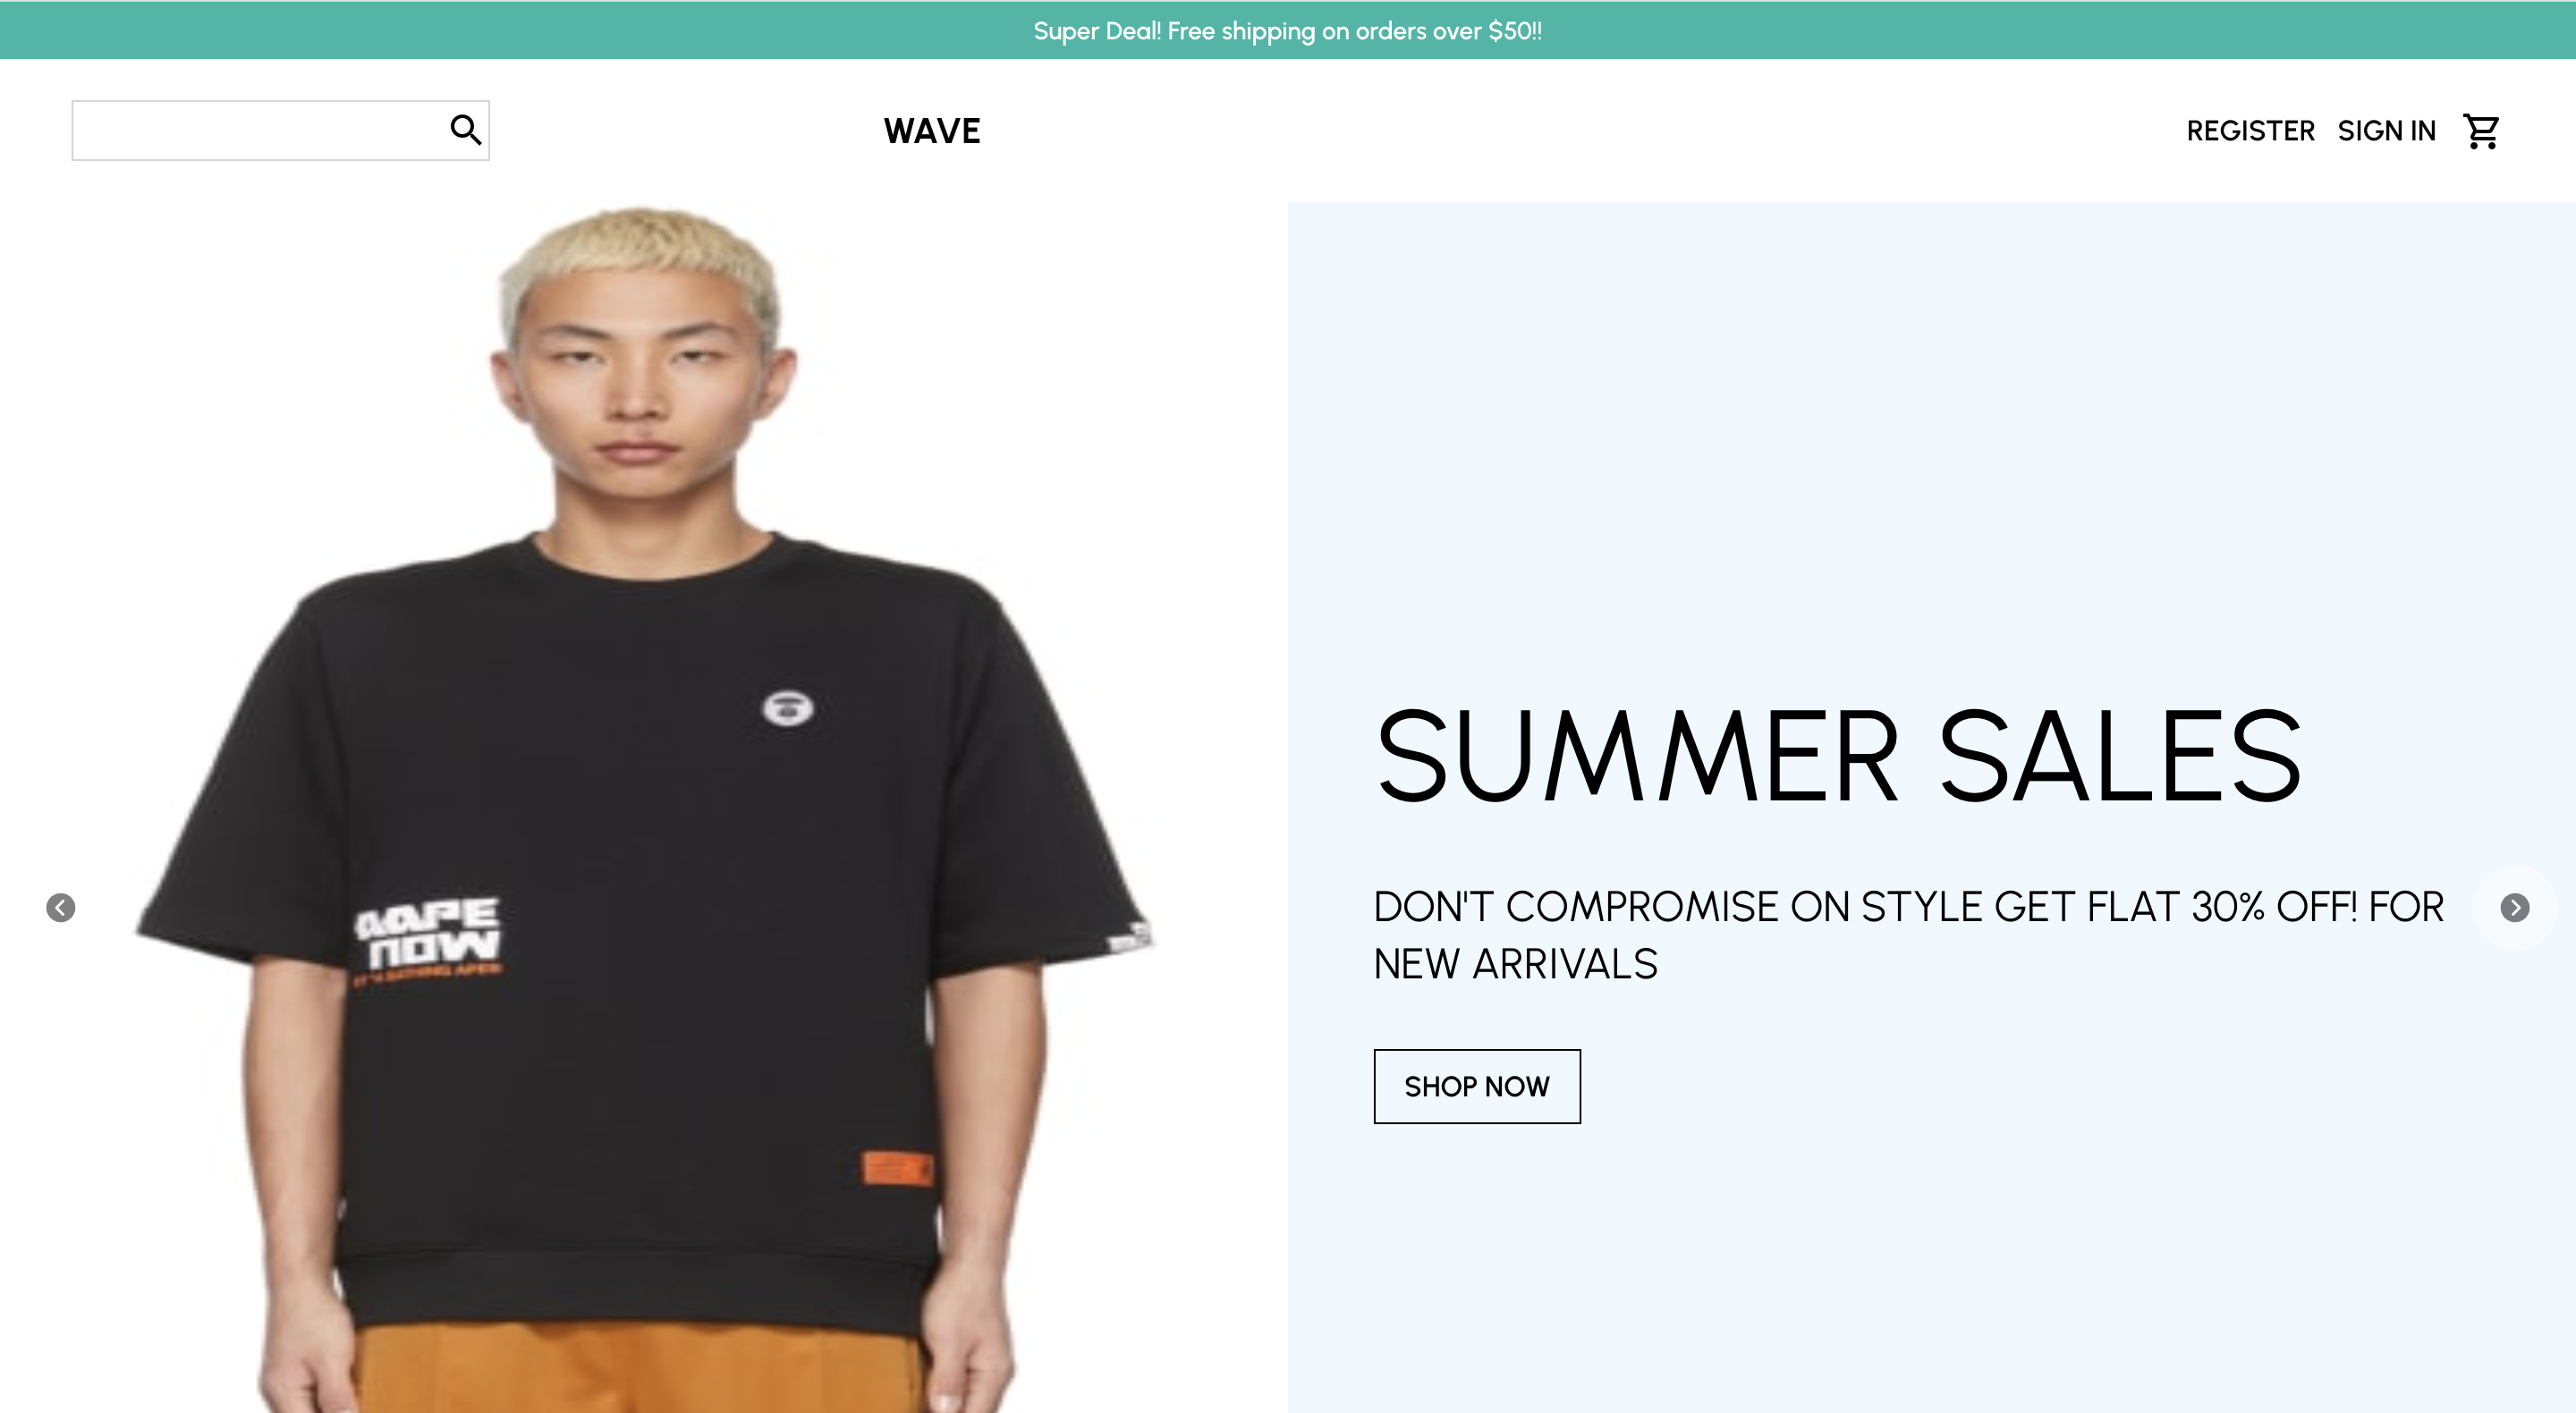 Super Deal! Free shipping on orders over $50!!
WAVE
REGISTER SIGN IN
AAPE
NOW
SUMMER SALES
DON'T COMPROMISE ON STYLE GET FLAT 30% OFF! FOR
NEW ARRIVALS
SHOP NOW